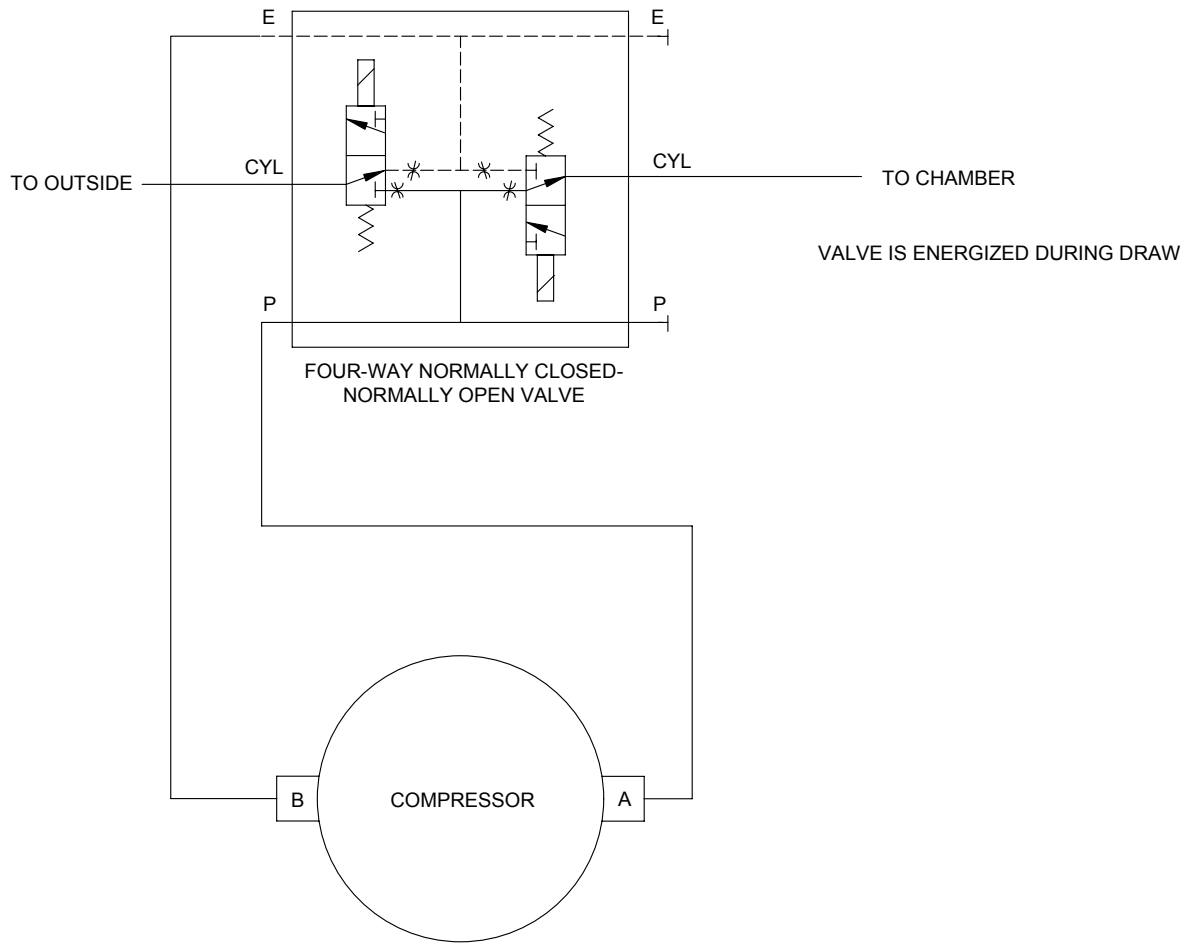 E
E
CYL
CYL
TO OUTSIDE
TO CHAMBER
VALVE IS ENERGIZED DURING DRAW
P
P
FOUR-WAY NORMALLY CLOSED-
NORMALLY OPEN VALVE
B
COMPRESSOR
A